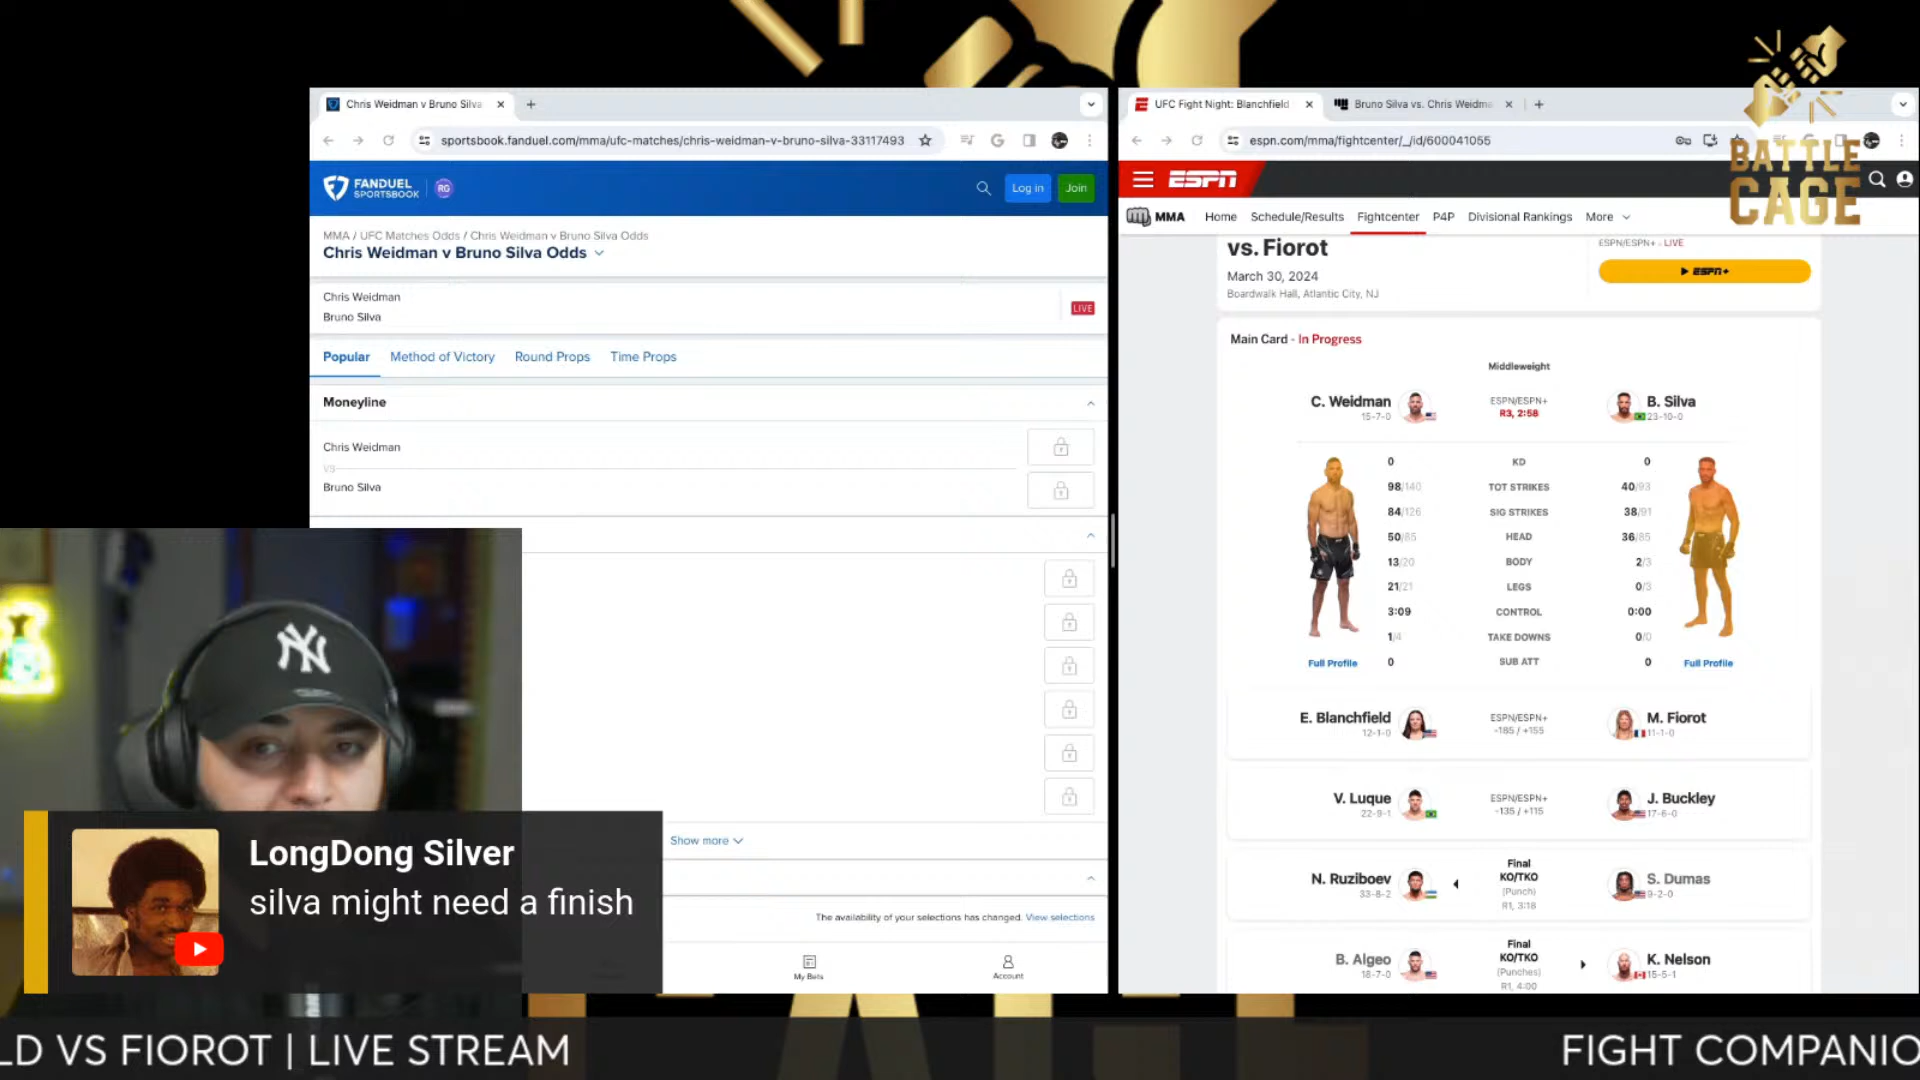 Chris Weidman v Bruno Silva
sportsbook.fanduel.com/mma/ufc-matches/chris-weidman-v-bruno-silva-33117493
FANDUEL
SPORTSBOOK
RG
Log in
Join
MMA / UFC Matches Odds / Chris Weidman v Bruno Silva Odds
Chris Weidman v Bruno Silva Odds
Chris Weidman
Bruno Silva
LIVE
Popular Method of Victory Round Props Time Props
Moneyline
Chris Weidman
VS
Bruno Silva
Show more
The availability of your selections has changed. View selections
My Bets
Account
UFC Fight Night: Blanchfield
Bruno Silva vs. Chris Weidma
espn.com/mma/fightcenter/_/id/600041055
ESPN
MMA Home Schedule/Results Fightcenter P4P Divisional Rankings More
BATTLE
CAGE
vs. Fiorot
March 30, 2024
Boardwalk Hall, Atlantic City, NJ
ESPN/ESPN+ - LIVE
ESPN+
Main Card - In Progress
Middleweight
C. Weidman
15-7-0
ESPN/ESPN+
R3, 2:58
B. Silva
23-10-0
0 KD 0
98/140 TOT STRIKES 40/93
84/126 SIG STRIKES 38/91
50/85 HEAD 36/85
13/20 BODY 2/3
21/21 LEGS 0/3
3:09 CONTROL 0:00
1/4 TAKE DOWNS 0/0
Full Profile 0 SUB ATT 0 Full Profile
E. Blanchfield
12-1-0
ESPN/ESPN+
-185 / +155
M. Fiorot
11-1-0
V. Luque
22-9-1
ESPN/ESPN+
-135 / +115
J. Buckley
17-6-0
N. Ruziboev
33-8-2
Final
KO/TKO
(Punch)
R1, 3:18
S. Dumas
9-2-0
B. Algeo
18-7-0
Final
KO/TKO
(Punches)
R1, 4:00
K. Nelson
15-5-1
NY
LongDong Silver
silva might need a finish
LD VS FIOROT | LIVE STREAM
FIGHT COMPANIO